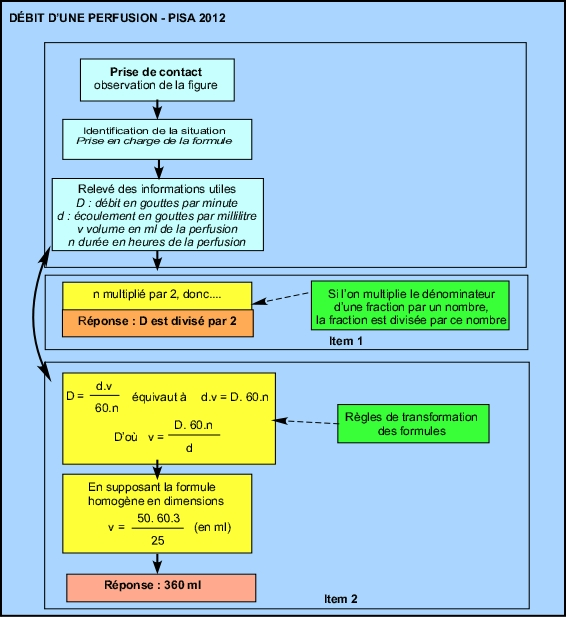 DÉBIT D'UNE PERFUSION - PISA 2012
Prise de contact
observation de la figure
Identification de la situation
Prise en charge de la formule
Relevé des informations utiles
D : débit en gouttes par minute
d : écoulement en gouttes par millilitre
v volume en ml de la perfusion
n durée en heures de la perfusion
n multiplié par 2, donc....
Réponse : D est divisé par 2
Si l'on multiplie le dénominateur
d'une fraction par un nombre,
la fraction est divisée par ce nombre
Item 1
D = d.v / 60.n équivaut à d.v = D. 60.n
D'où v = D. 60.n / d
Règles de transformation
des formules
En supposant la formule
homogène en dimensions
v = 50. 60.3 / 25 (en ml)
Réponse : 360 ml
Item 2